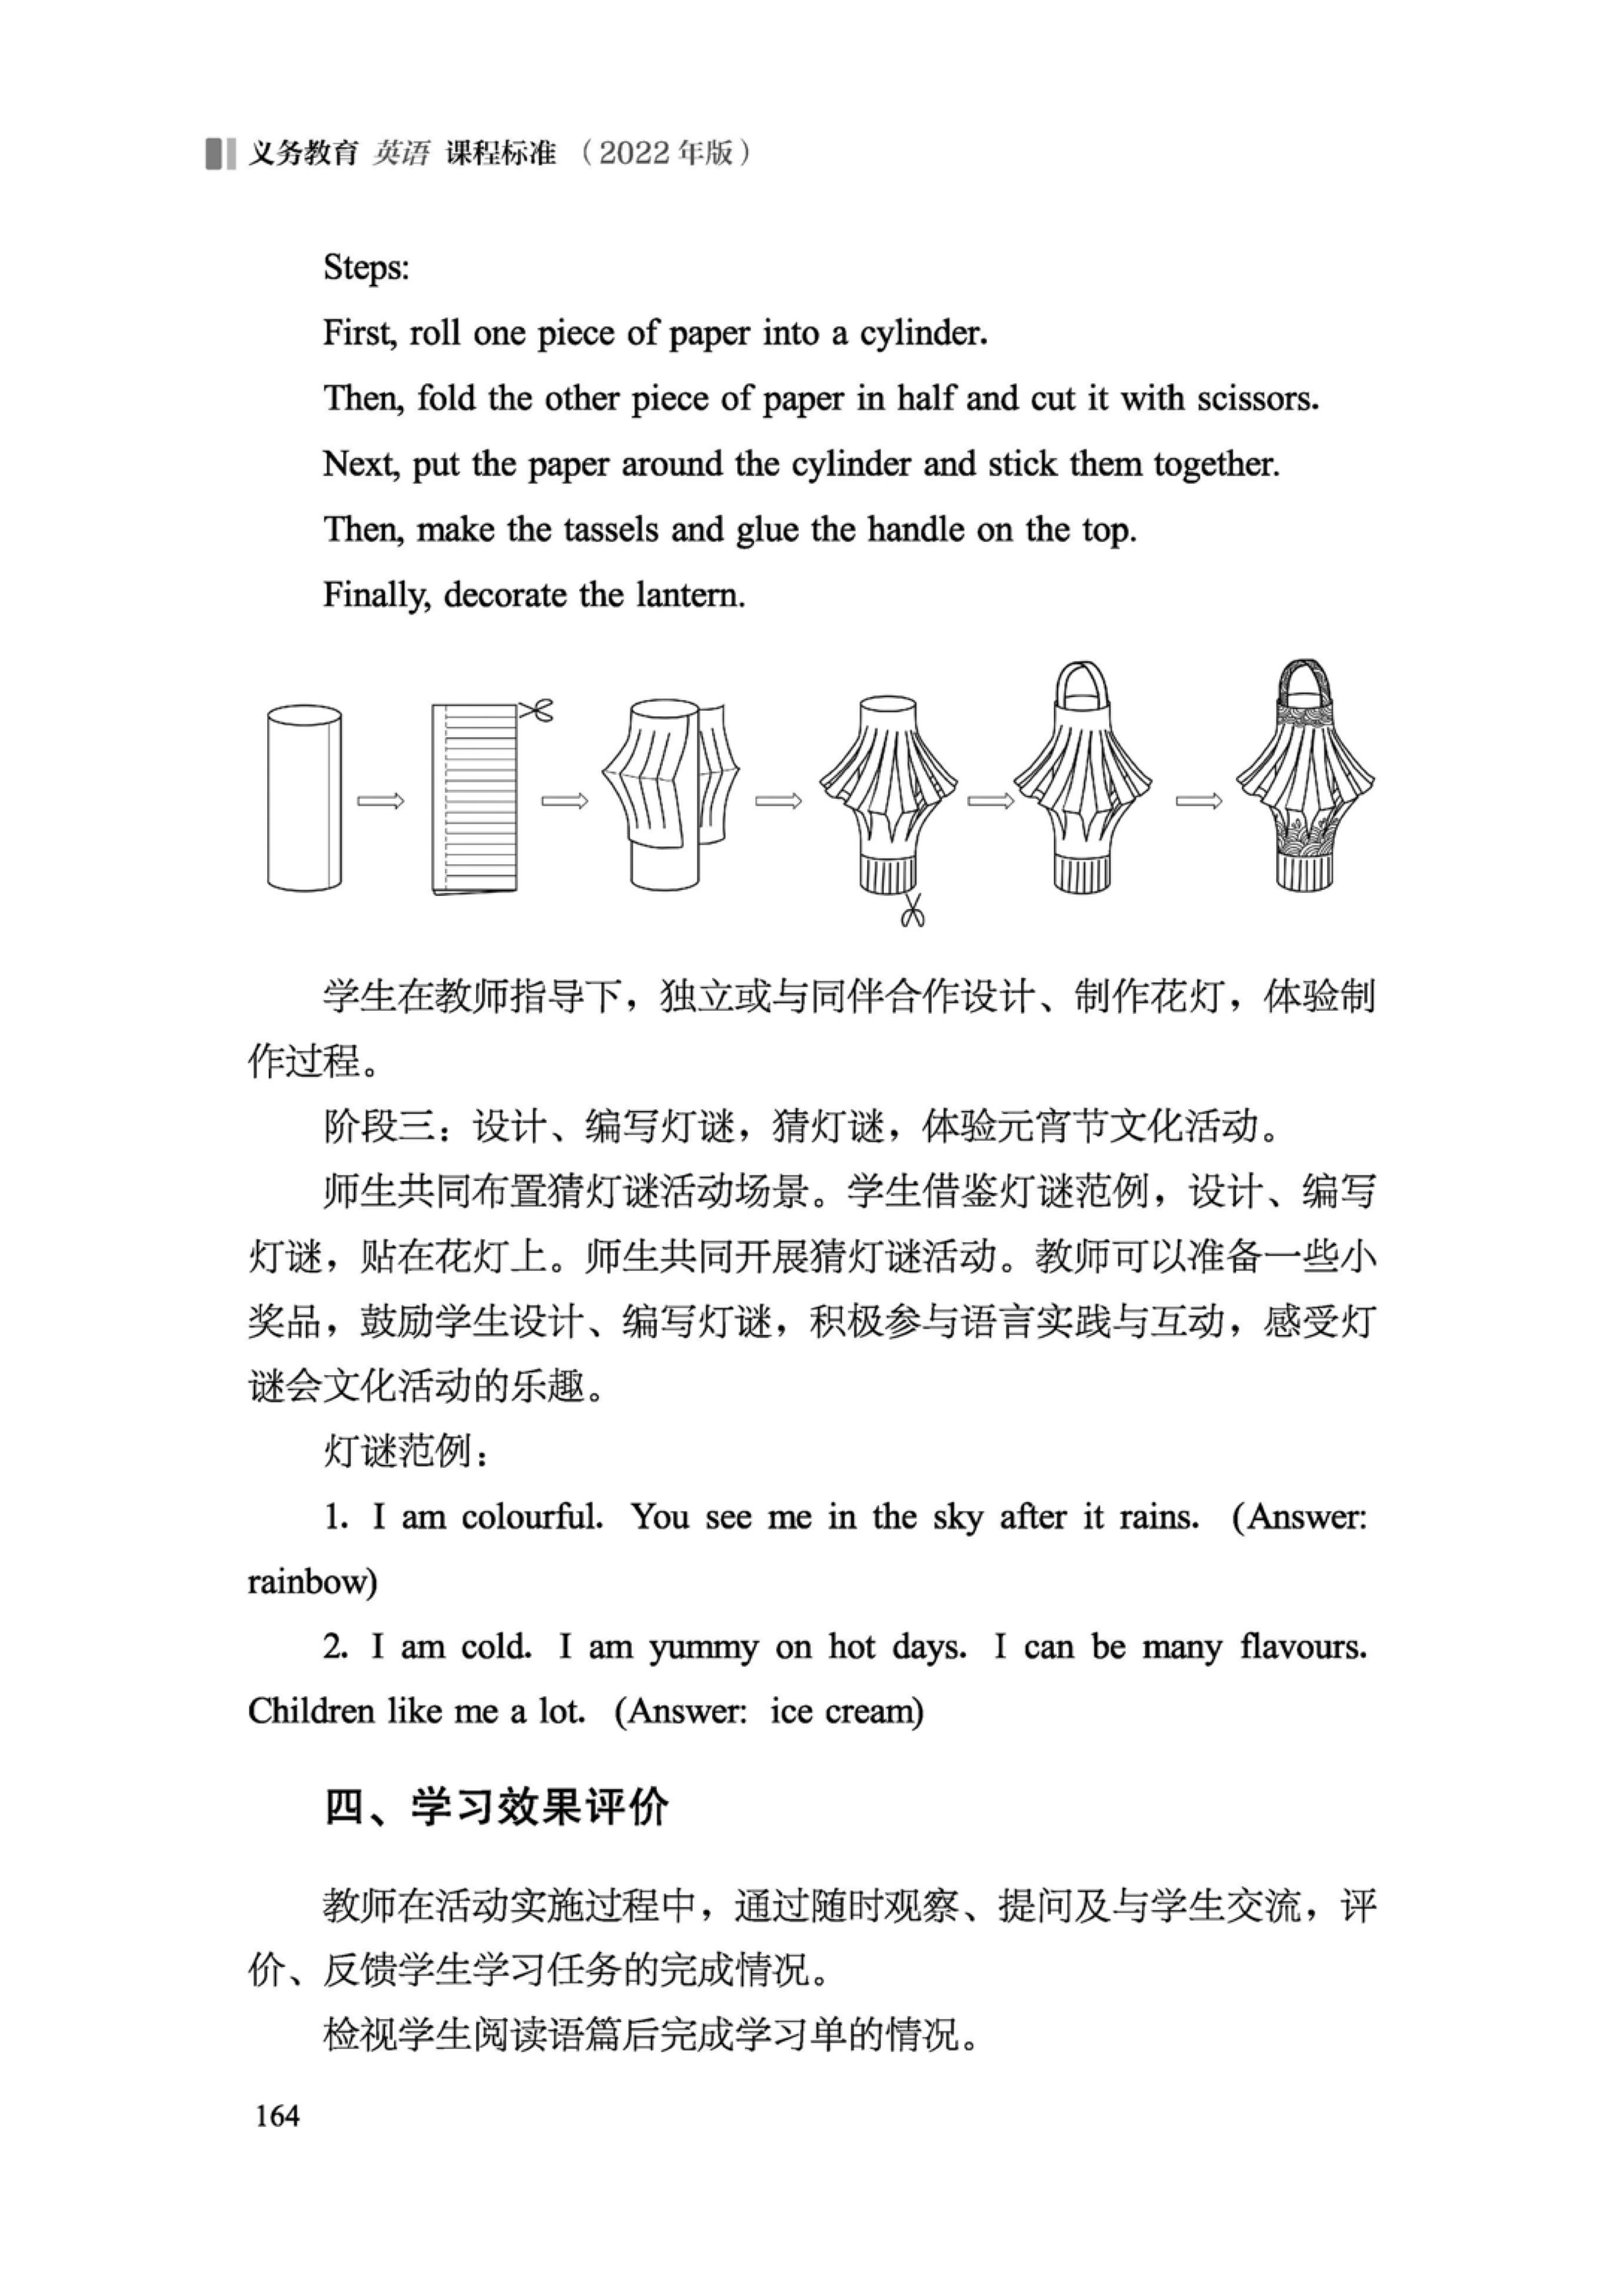 义务教育 英语 课程标准（2022 年版）
Steps:
First, roll one piece of paper into a cylinder.
Then, fold the other piece of paper in half and cut it with scissors.
Next, put the paper around the cylinder and stick them together.
Then, make the tassels and glue the handle on the top.
Finally, decorate the lantern.
学生在教师指导下，独立或与同伴合作设计、制作花灯，体验制
作过程。
阶段三：设计、编写灯谜，猜灯谜，体验元宵节文化活动。
师生共同布置猜灯谜活动场景。学生借鉴灯谜范例，设计、编写
灯谜，贴在花灯上。师生共同开展猜灯谜活动。教师可以准备一些小
奖品，鼓励学生设计、编写灯谜，积极参与语言实践与互动，感受灯
谜会文化活动的乐趣。
灯谜范例：
1. I am colourful. You see me in the sky after it rains. (Answer:
rainbow)
2. I am cold. I am yummy on hot days. I can be many flavours.
Children like me a lot. (Answer: ice cream)
四、学习效果评价
教师在活动实施过程中，通过随时观察、提问及与学生交流，评
价、反馈学生学习任务的完成情况。
检视学生阅读语篇后完成学习单的情况。
164